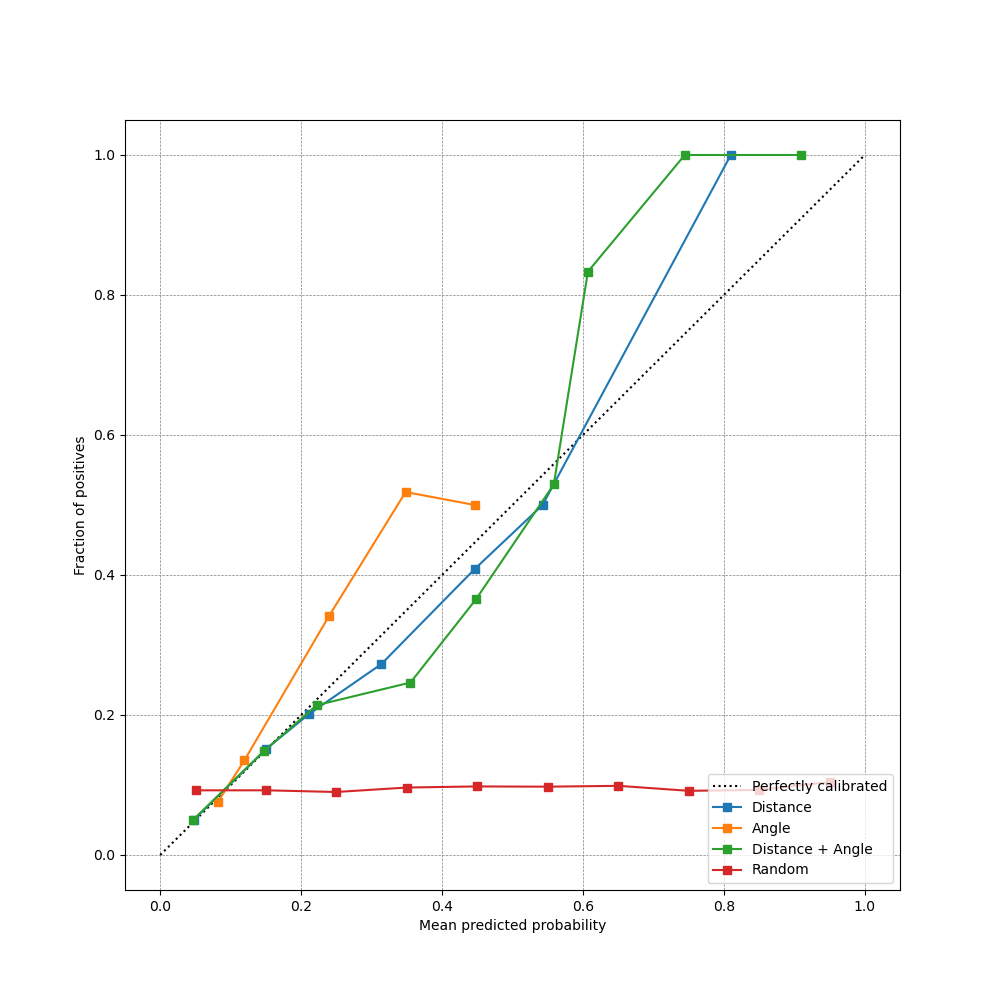 1.0
0.8
0.6
0.4
0.2
0.0
Fraction of positives
Perfectly calibrated
Distance
Angle
Distance + Angle
Random
0.0 0.2 0.4 0.6 0.8 1.0
Mean predicted probability